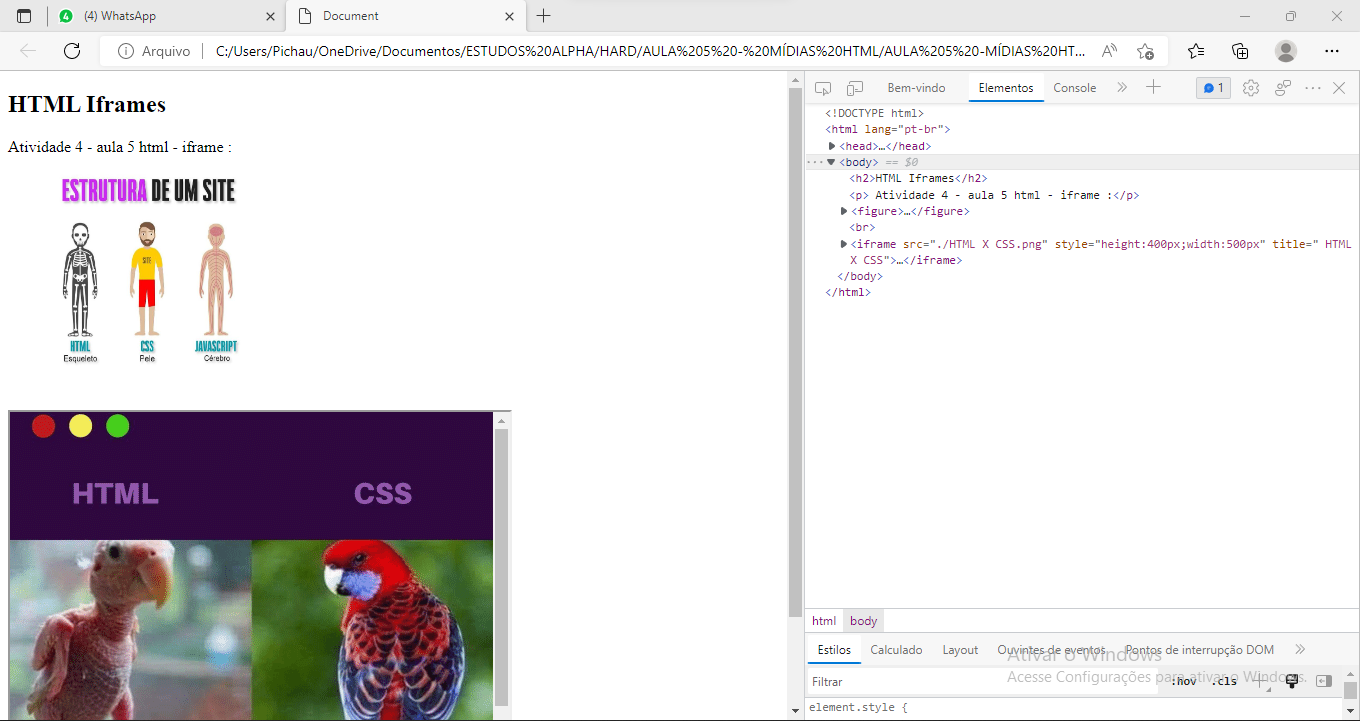 (4) WhatsApp
Document
Arquivo
C:/Users/Pichau/OneDrive/Documentos/ESTUDOS%20ALPHA/HARD/AULA%205%20-%20MÍDIAS%20HTML/AULA%205%20-MÍDIAS%20HT...
HTML Iframes
Atividade 4 - aula 5 html - iframe :
ESTRUTURA DE UM SITE
SITE
HTML
CSS
JAVASCRIPT
Esqueleto
Pele
Cérebro
HTML
CSS
Bem-vindo
Elementos
Console
1
<!DOCTYPE html>
<html lang="pt-br">
<head>…</head>
<body> == $0
<h2>HTML Iframes</h2>
<p> Atividade 4 - aula 5 html - iframe :</p>
<figure>…</figure>
<br>
<iframe src="./HTML X CSS.png" style="height:400px;width:500px" title=" HTML
X CSS">…</iframe>
</body>
</html>
html
body
Estilos
Calculado
Layout
Ouvintes de eventos
Pontos de interrupção DOM
Ativar o Windows
Acesse Configurações para ativar o Windows.
Filtrar
:hov
.cls
element.style {